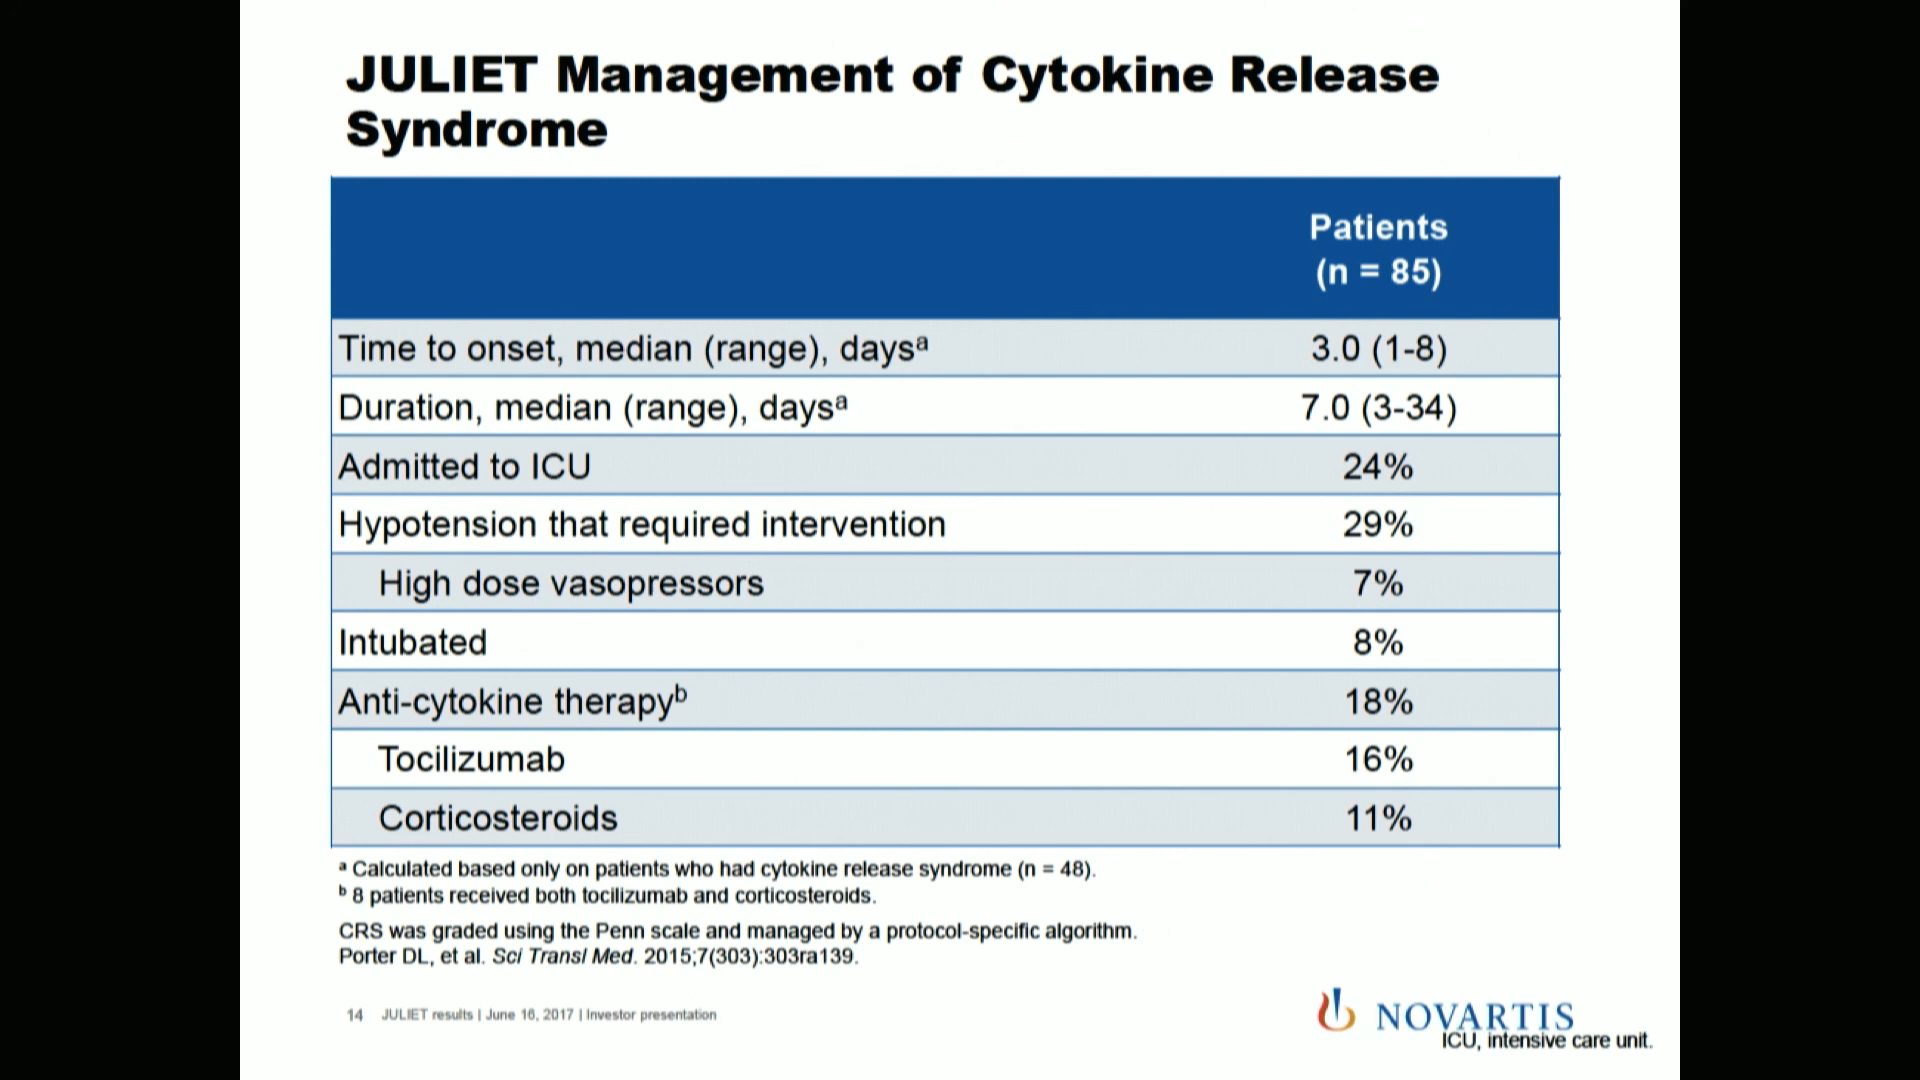 JULIET Management of Cytokine Release
Syndrome
Patients
(n = 85)
Time to onset, median (range), daysᵃ 3.0 (1-8)
Duration, median (range), daysᵃ 7.0 (3-34)
Admitted to ICU 24%
Hypotension that required intervention 29%
High dose vasopressors 7%
Intubated 8%
Anti-cytokine therapyᵇ 18%
Tocilizumab 16%
Corticosteroids 11%
ᵃ Calculated based only on patients who had cytokine release syndrome (n = 48).
ᵇ 8 patients received both tocilizumab and corticosteroids.
CRS was graded using the Penn scale and managed by a protocol-specific algorithm.
Porter DL, et al. Sci Transl Med. 2015;7(303):303ra139.
14 JULIET results | June 16, 2017 | Investor presentation
NOVARTIS
ICU, intensive care unit.